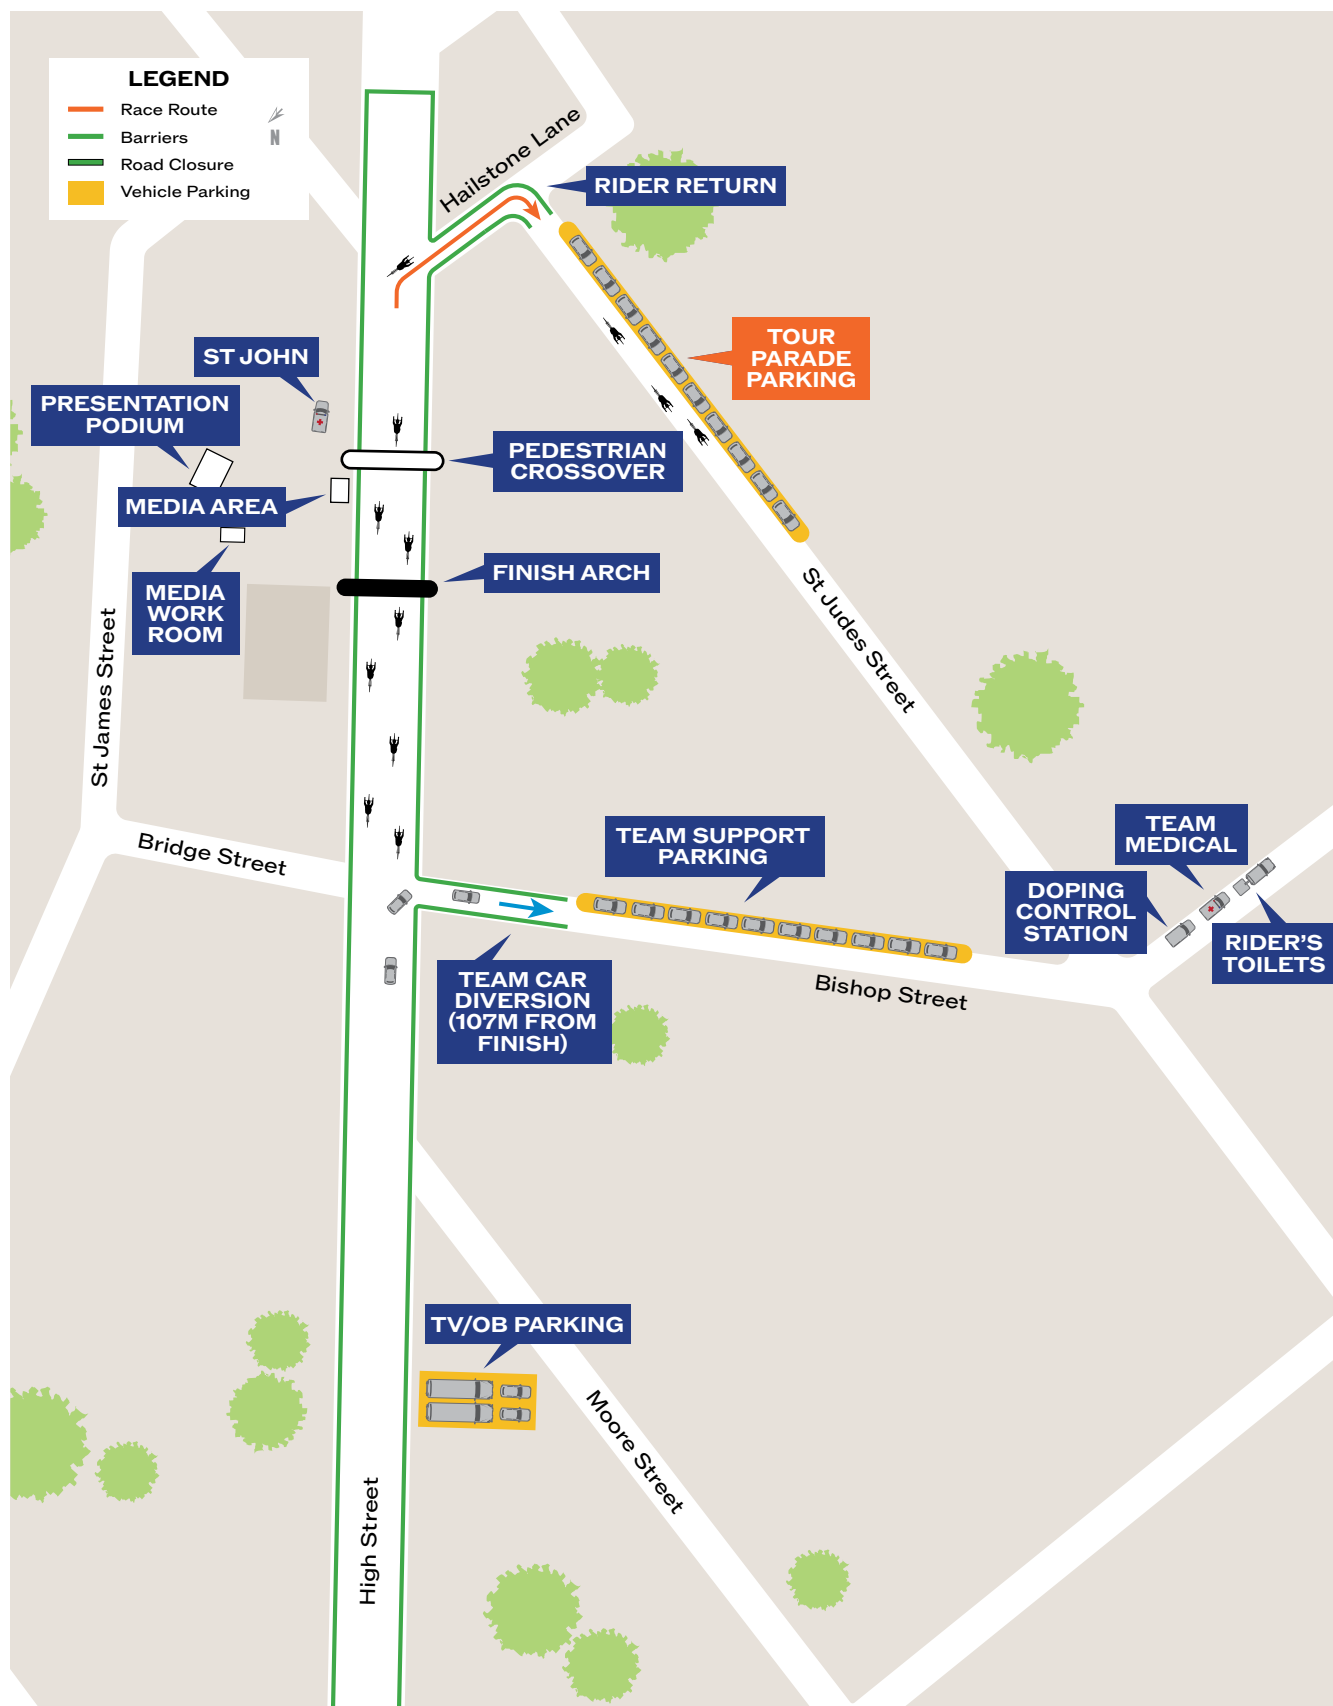 LEGEND
Race Route
Barriers
Road Closure
Vehicle Parking
N
Hailstone Lane
RIDER RETURN
TOUR
PARADE
PARKING
ST JOHN
PRESENTATION
PODIUM
PEDESTRIAN
CROSSOVER
MEDIA AREA
FINISH ARCH
MEDIA
WORK
ROOM
St Judes Street
St James Street
Bridge Street
TEAM SUPPORT
PARKING
TEAM
MEDICAL
DOPING
CONTROL
STATION
RIDER'S
TOILETS
TEAM CAR
DIVERSION
(107M FROM
FINISH)
Bishop Street
TV/OB PARKING
Moore Street
High Street